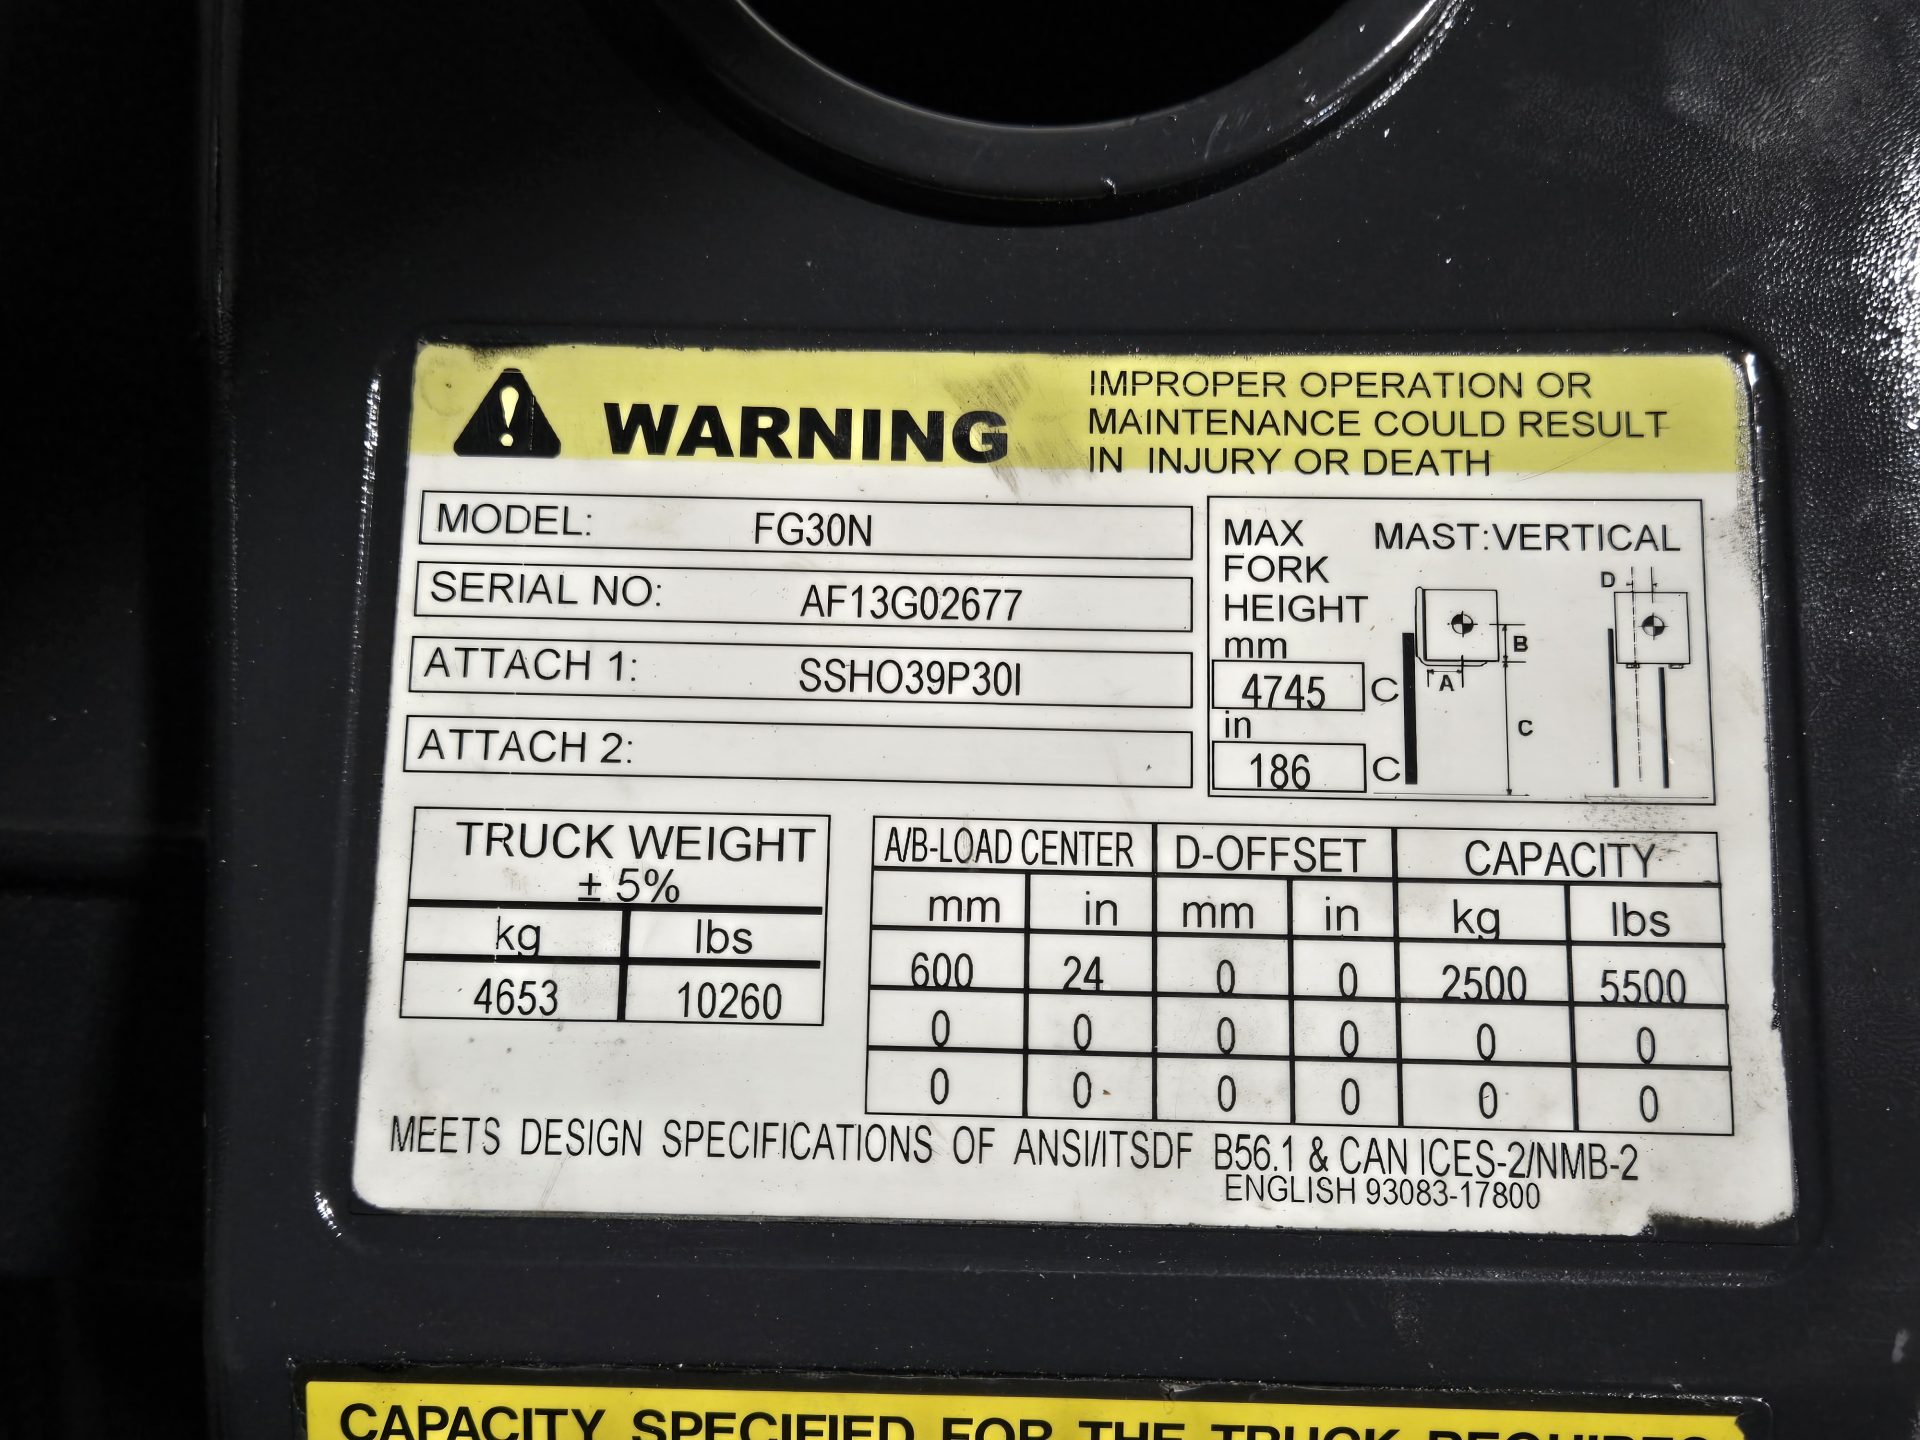 WARNING
IMPROPER OPERATION OR
MAINTENANCE COULD RESULT
IN INJURY OR DEATH
MODEL: FG30N
SERIAL NO: AF13G02677
ATTACH 1: SSHO39P30I
ATTACH 2:
MAX MAST:VERTICAL
FORK
HEIGHT
mm
4745 C
in
186 C
D
B
A
C
TRUCK WEIGHT
± 5%
kg lbs
4653 10260
A/B-LOAD CENTER D-OFFSET CAPACITY
mm in mm in kg lbs
600 24 0 0 2500 5500
0 0 0 0 0 0
0 0 0 0 0 0
MEETS DESIGN SPECIFICATIONS OF ANSI/ITSDF B56.1 & CAN ICES-2/NMB-2
ENGLISH 93083-17800
CAPACITY SPECIFIED FOR THE TRUCK REQUIRES